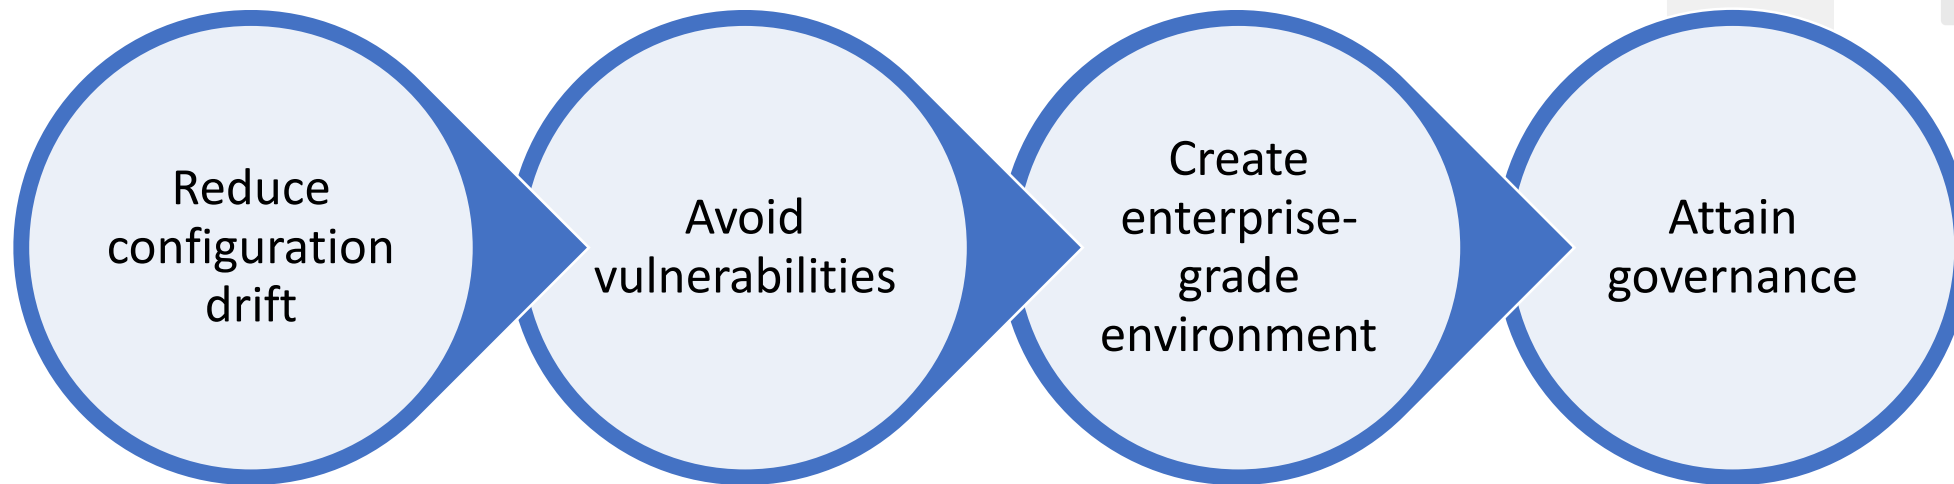 Reduce
configuration
drift
Avoid
vulnerabilities
Create
enterprise-
grade
environment
Attain
governance